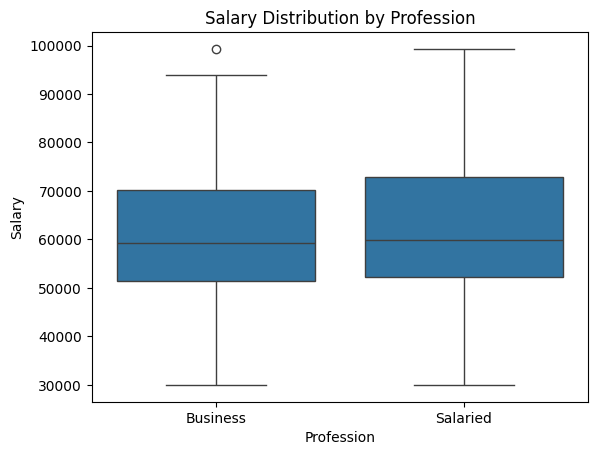 Salary Distribution by Profession
Salary
100000
90000
80000
70000
60000
50000
40000
30000
Business
Salaried
Profession